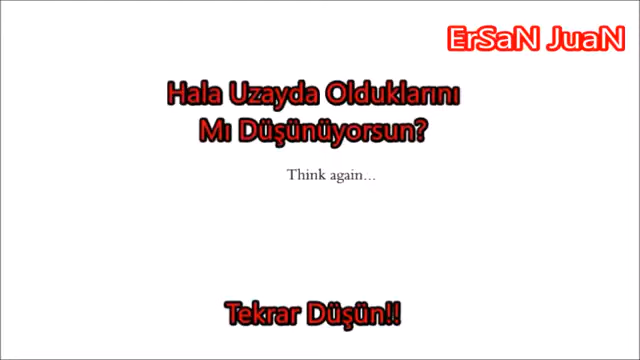 ErSaN JuaN
Hala Uzayda Olduklarını
Mı Düşünüyorsun?
Think again...
Tekrar Düşün!!